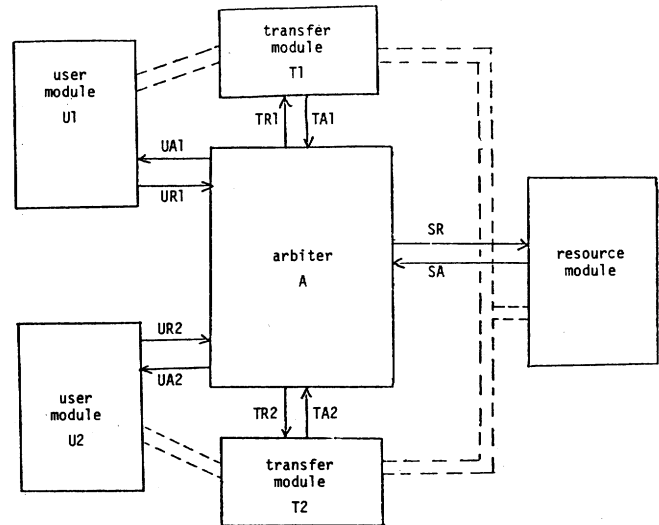 transfer
module
T1
user
module
U1
TR1
TA1
UA1
UR1
arbiter
A
SR
SA
resource
module
UR2
UA2
user
module
U2
TR2
TA2
transfer
module
T2